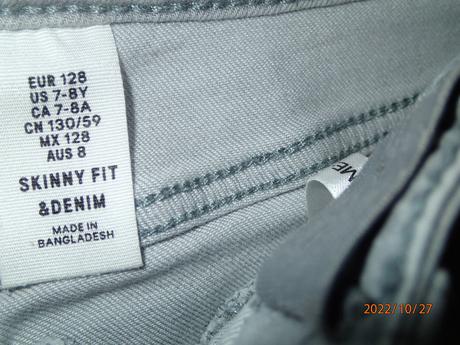 EUR 128
US 7-8Y
CA 7-8A
CN 130/59
MX 128
AUS 8
SKINNY FIT
&DENIM
MADE IN
BANGLADESH
ME
2022/10/27